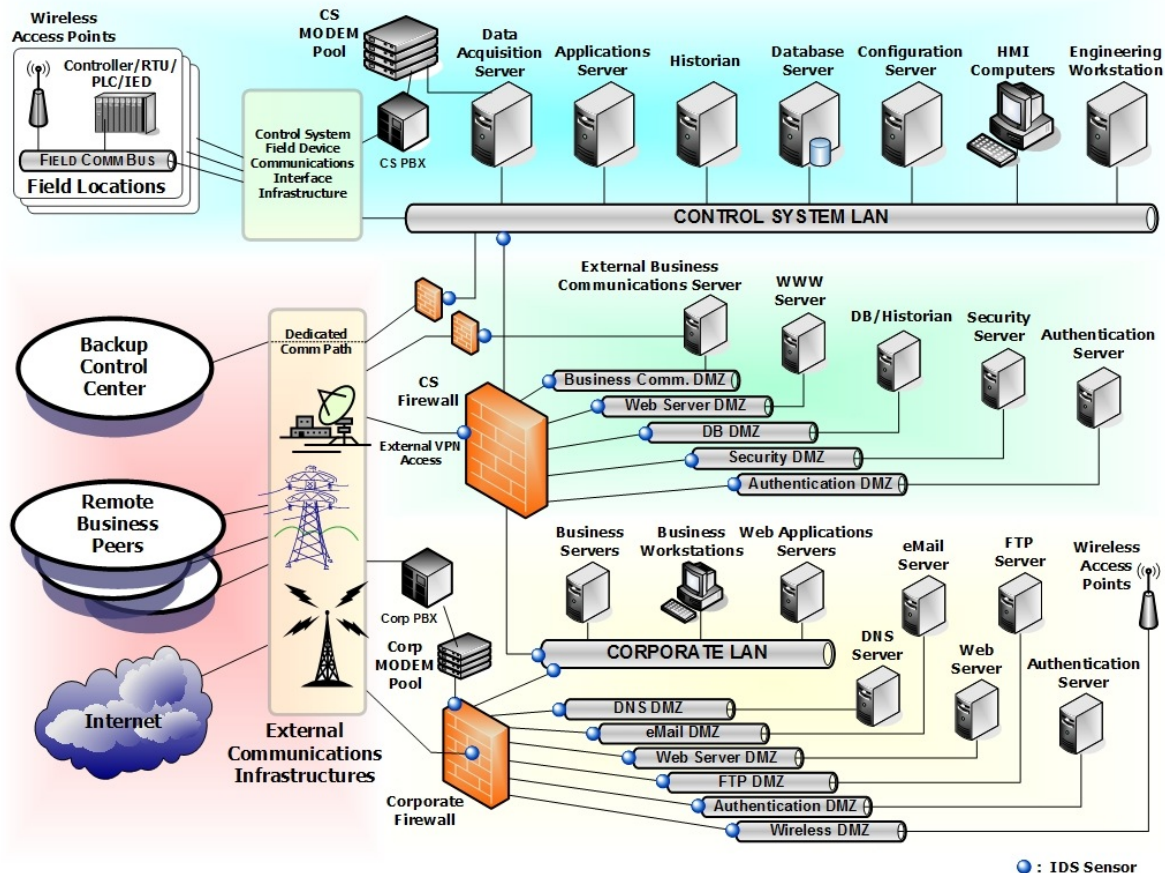 Wireless
Access Points
Controller/RTU/
PLC/IED
FIELD COMM BUS
Field Locations
Control System
Field Device
Communications
Interface
Infrastructure
CS
MODEM
Pool
CS PBX
Data
Acquisition
Server
Applications
Server
Historian
Database
Server
Configuration
Server
HMI
Computers
Engineering
Workstation
CONTROL SYSTEM LAN
Backup
Control
Center
Dedicated
Comm Path
External Business
Communications Server
WWW
Server
DB/Historian
Security
Server
Authentication
Server
CS
Firewall
External VPN
Access
Business Comm. DMZ
Web Server DMZ
DB DMZ
Security DMZ
Authentication DMZ
Remote
Business
Peers
Business
Servers
Business
Workstations
Web Applications
Servers
eMail
Server
FTP
Server
Wireless
Access
Points
Corp PBX
Corp
MODEM
Pool
CORPORATE LAN
DNS
Server
Web
Server
Authentication
Server
Internet
External
Communications
Infrastructures
Corporate
Firewall
DNS DMZ
eMail DMZ
Web Server DMZ
FTP DMZ
Authentication DMZ
Wireless DMZ
: IDS Sensor